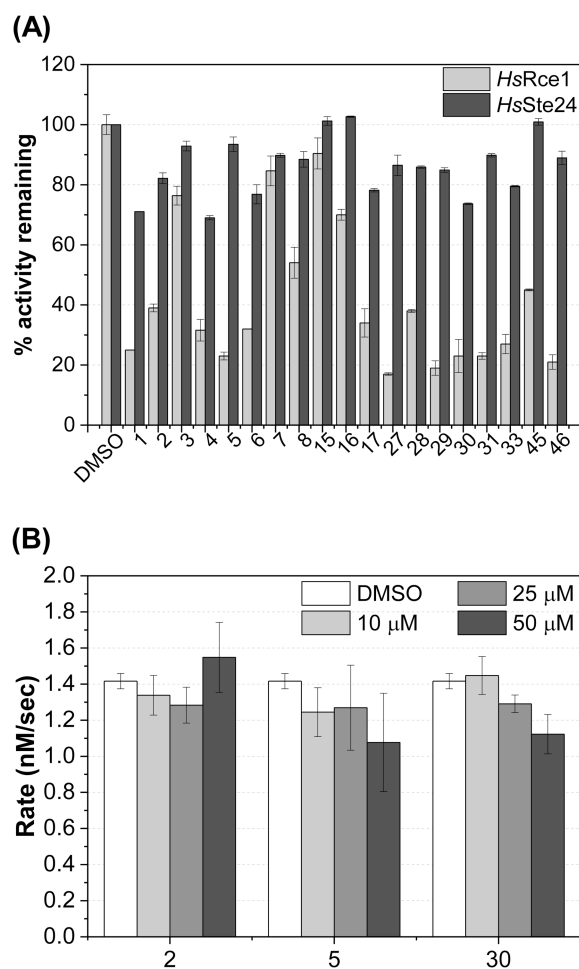 (A)
120
100
80
60
40
20
0
% activity remaining
HsRce1
HsSte24
DMSO 1 2 3 4 5 6 7 8 15 16 17 27 28 29 30 31 33 45 46
(B)
2.0
1.8
1.6
1.4
1.2
1.0
0.8
0.6
0.4
0.2
0.0
Rate (nM/sec)
DMSO 25 μM
10 μM 50 μM
2 5 30